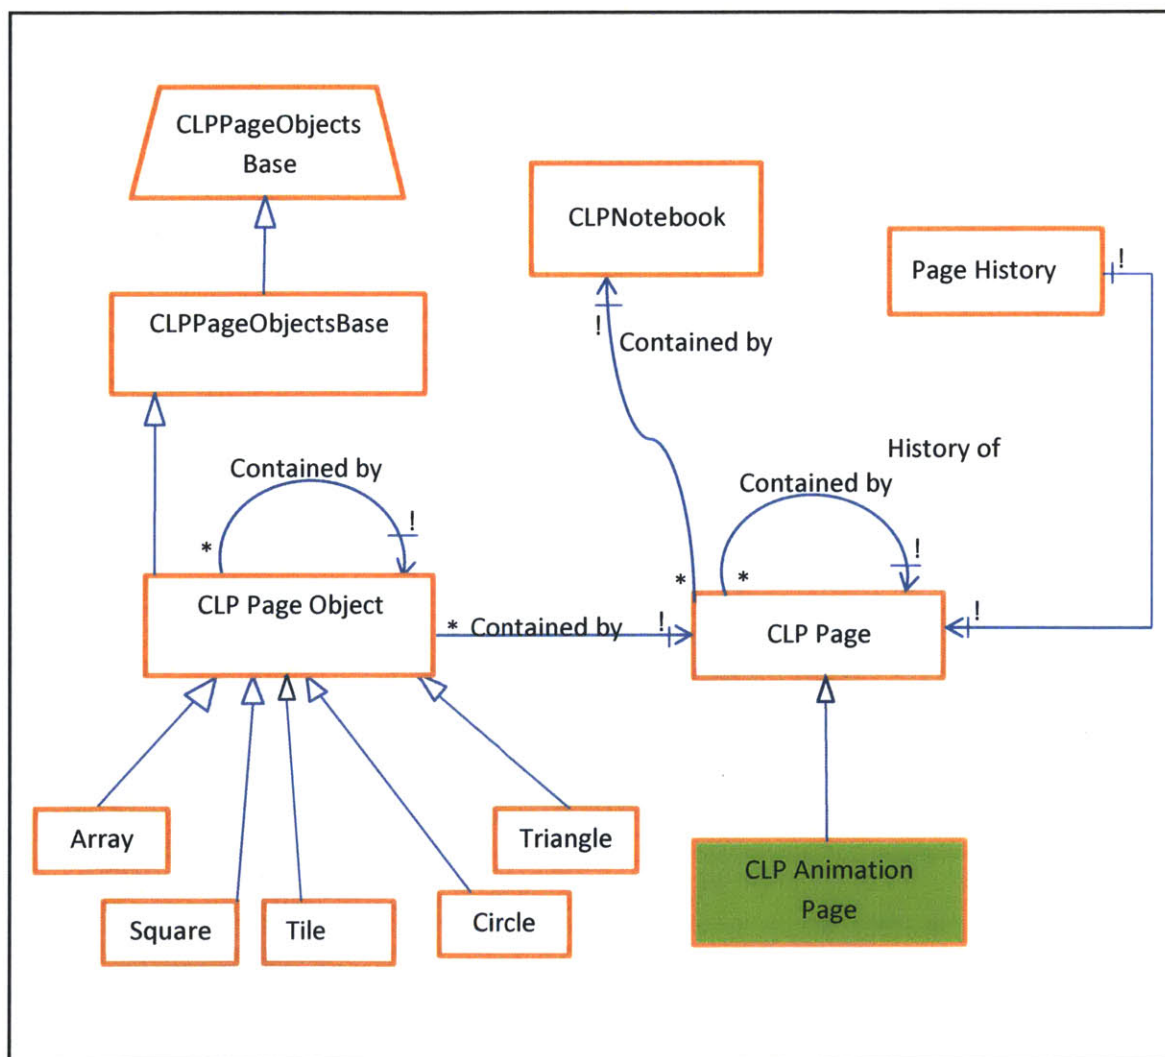 CLPPageObjects
Base
CLPNotebook
Page History
!
CLPPageObjectsBase
!
Contained by
History of
Contained by
Contained by
*
!
*
*
!
CLP Page Object
* Contained by
!
CLP Page
!
Array
Triangle
CLP Animation
Page
Square
Tile
Circle